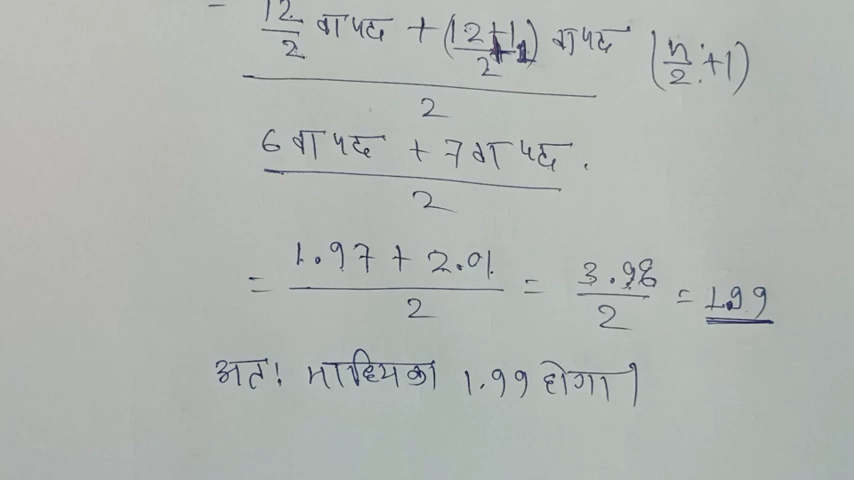 = 12/2 वा पद + (12/2+1) वा पद (n/2+1)
2
6 वा पद + 7 वा पद .
2
= 1.97 + 2.01 / 2 = 3.98/2 = 1.99
अत: माध्यिका 1.99 होगा।